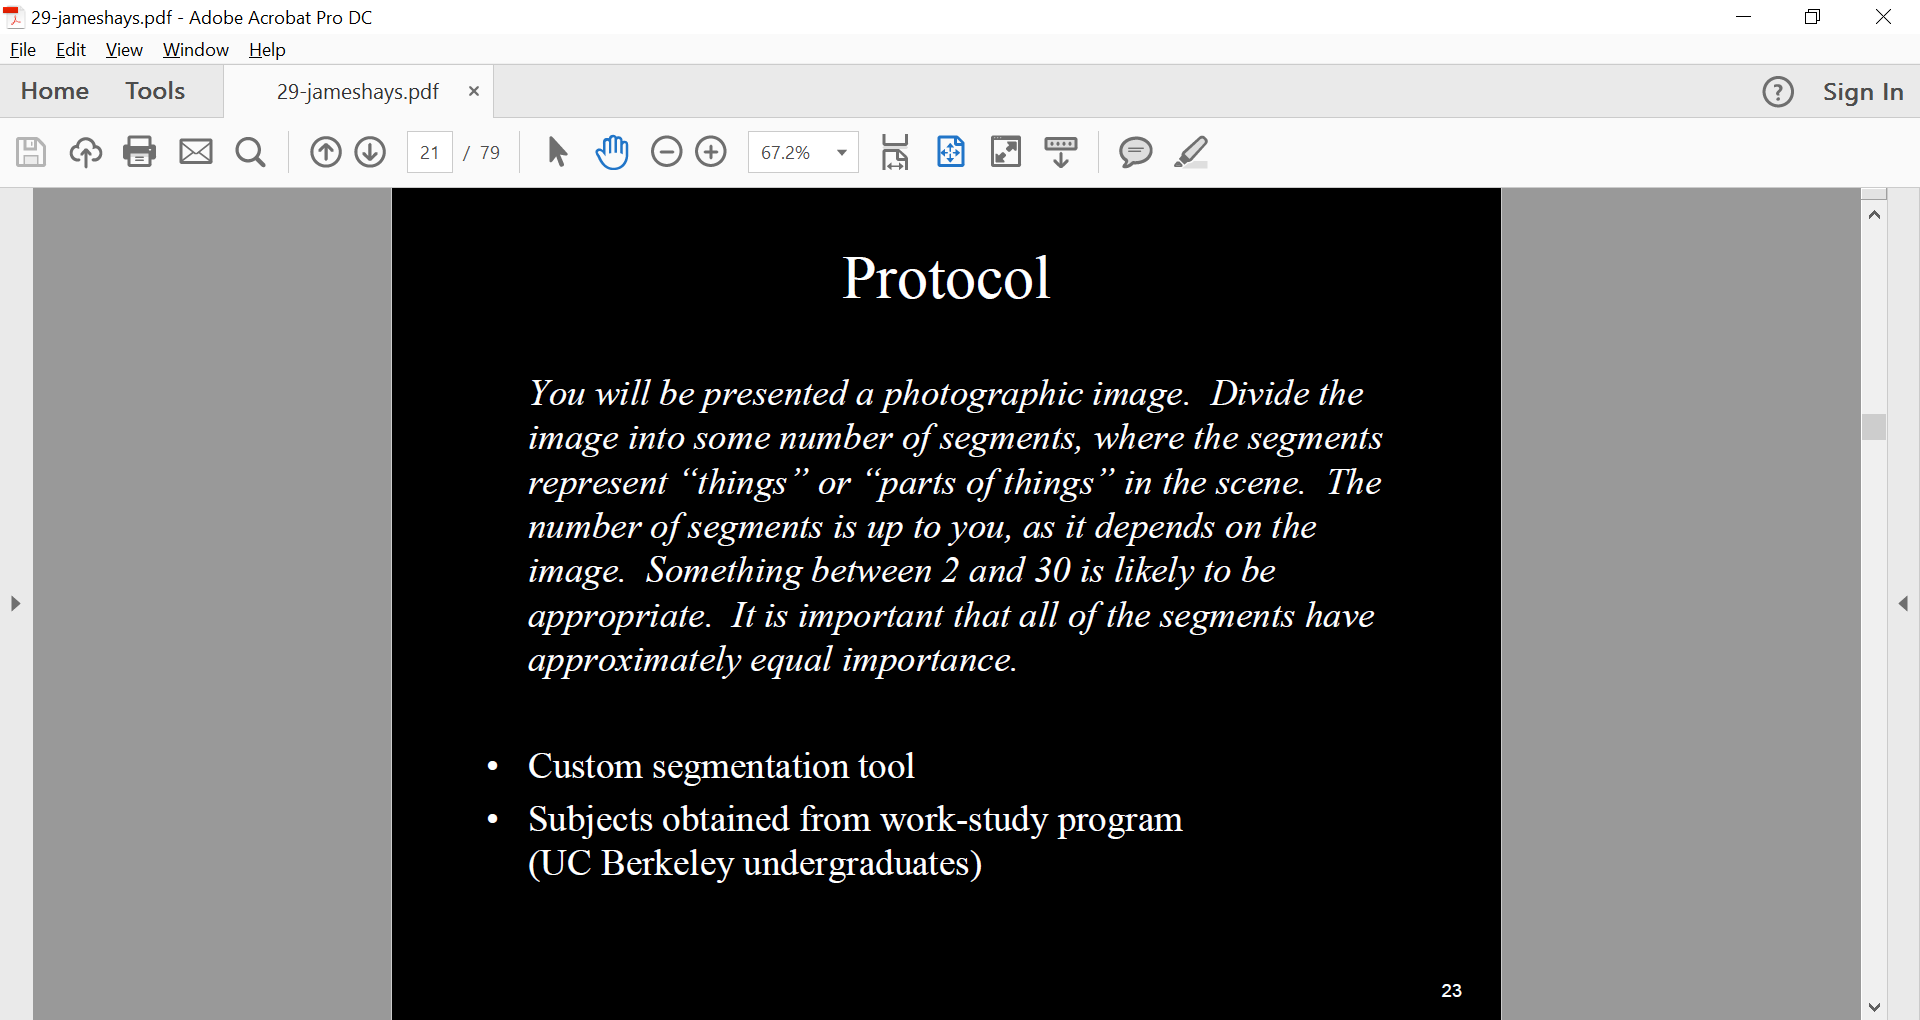 29-jameshays.pdf - Adobe Acrobat Pro DC
File Edit View Window Help
Home Tools 29-jameshays.pdf × ? Sign In
21 / 79 67.2%
Protocol
You will be presented a photographic image. Divide the
image into some number of segments, where the segments
represent “things” or “parts of things” in the scene. The
number of segments is up to you, as it depends on the
image. Something between 2 and 30 is likely to be
appropriate. It is important that all of the segments have
approximately equal importance.
• Custom segmentation tool
• Subjects obtained from work-study program
(UC Berkeley undergraduates)
23